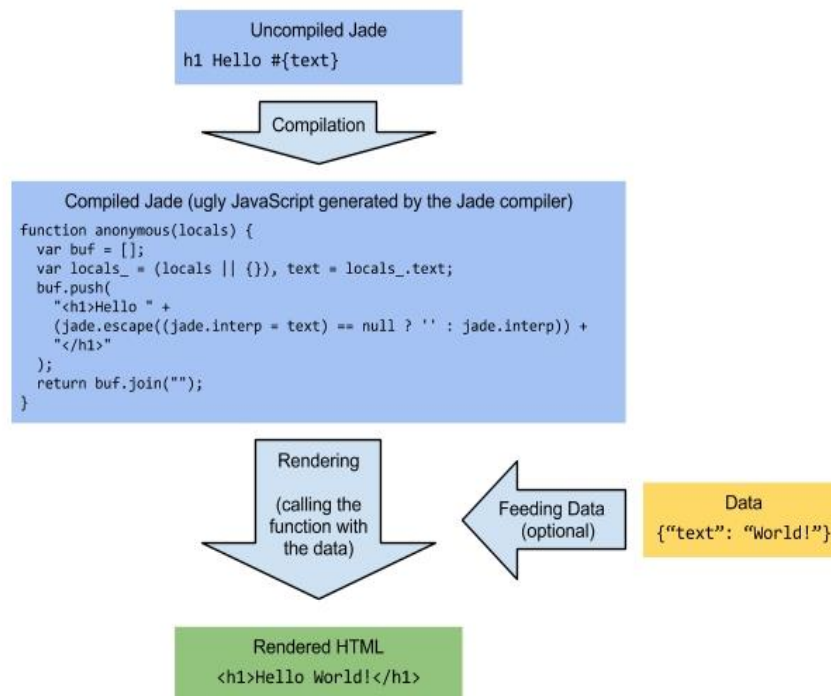 Uncompiled Jade
h1 Hello #{text}
Compilation
Compiled Jade (ugly JavaScript generated by the Jade compiler)
function anonymous(locals) {
  var buf = [];
  var locals_ = (locals || {}), text = locals_.text;
  buf.push(
    "<h1>Hello " +
    (jade.escape((jade.interp = text) == null ? '' : jade.interp)) +
    "</h1>"
  );
  return buf.join("");
}
Rendering
(calling the
function with
the data)
Feeding Data
(optional)
Data
{“text”: “World!”}
Rendered HTML
<h1>Hello World!</h1>